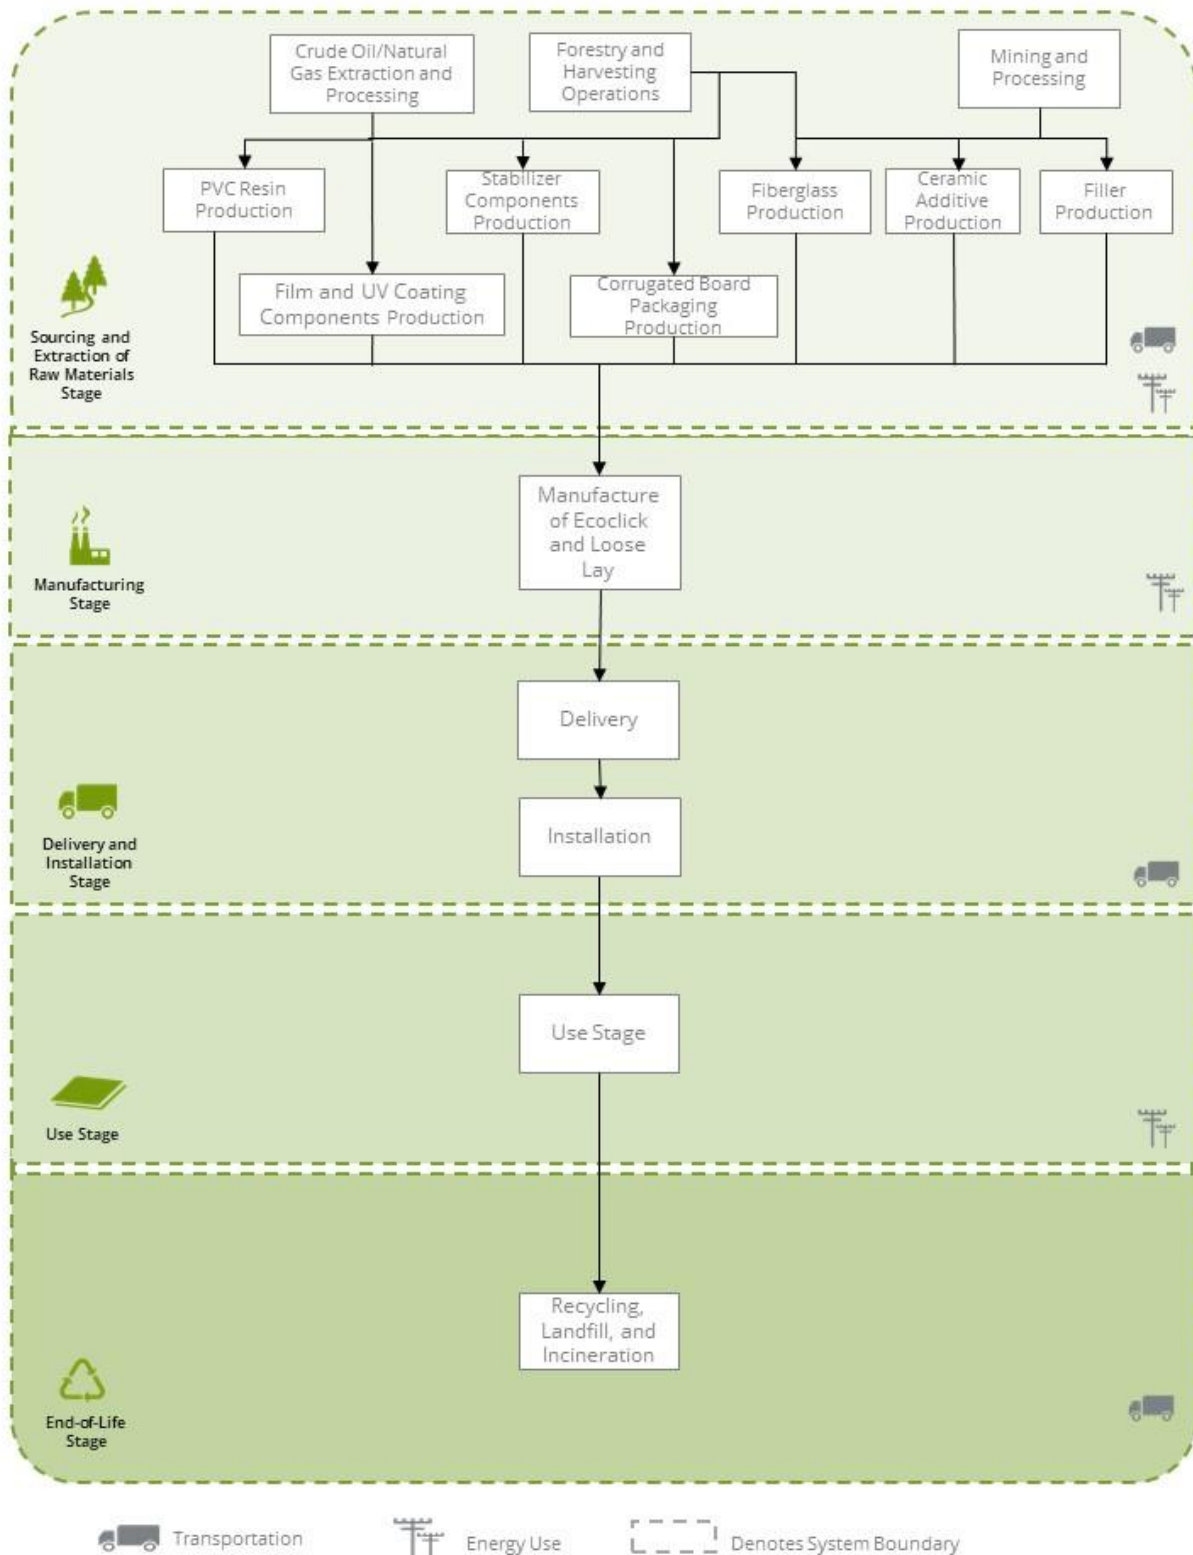 Crude Oil/Natural
Gas Extraction and
Processing
Forestry and
Harvesting
Operations
Mining and
Processing
PVC Resin
Production
Stabilizer
Components
Production
Fiberglass
Production
Ceramic
Additive
Production
Filler
Production
Film and UV Coating
Components Production
Corrugated Board
Packaging
Production
Sourcing and
Extraction of
Raw Materials
Stage
Manufacture
of Ecoclick
and Loose
Lay
Manufacturing
Stage
Delivery
Installation
Delivery and
Installation
Stage
Use Stage
Use Stage
Recycling,
Landfill, and
Incineration
End-of-Life
Stage
Transportation
Energy Use
Denotes System Boundary